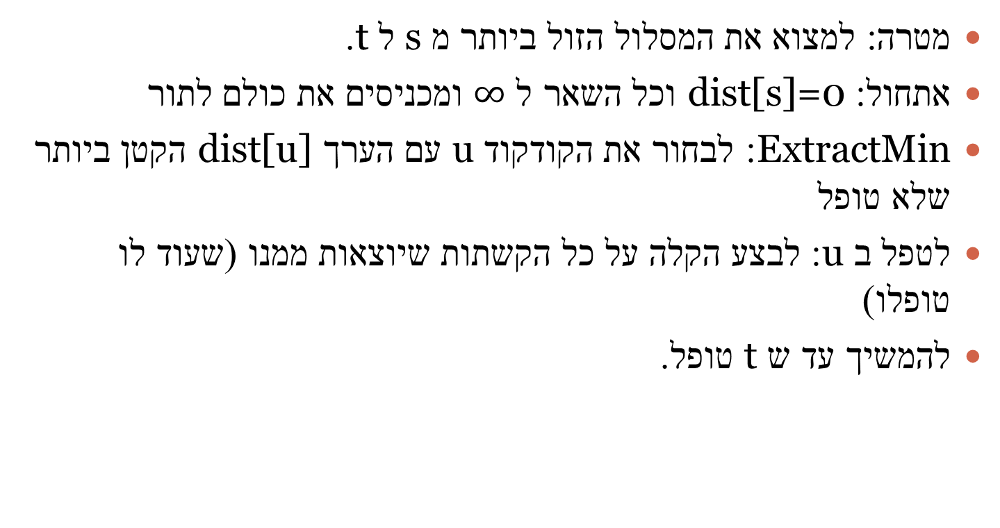 • מטרה: למצוא את המסלול הזול ביותר מ s ל t.
• אתחול: dist[s]=0 וכל השאר ל ∞ ומכניסים את כולם לתור
• ExtractMin: לבחור את הקודקוד u עם הערך dist[u] הקטן ביותר
שלא טופל
• לטפל ב u: לבצע הקלה על כל הקשתות שיוצאות ממנו (שעוד לו
טופלו)
• להמשיך עד ש t טופל.